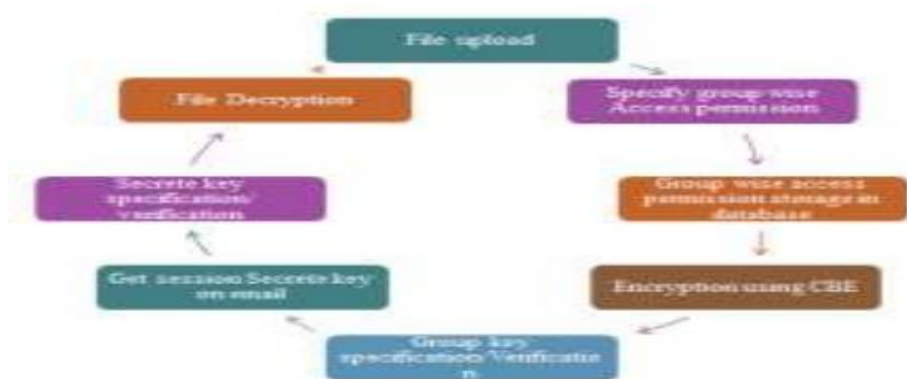 File upload
File Decryption
Specify group wise
Access permission
Secrete key
specification/
verification
Group wise access
permission storage in
database
Get session Secrete key
on email
Encryption using CBE
Group key
specification/Verificatio
n